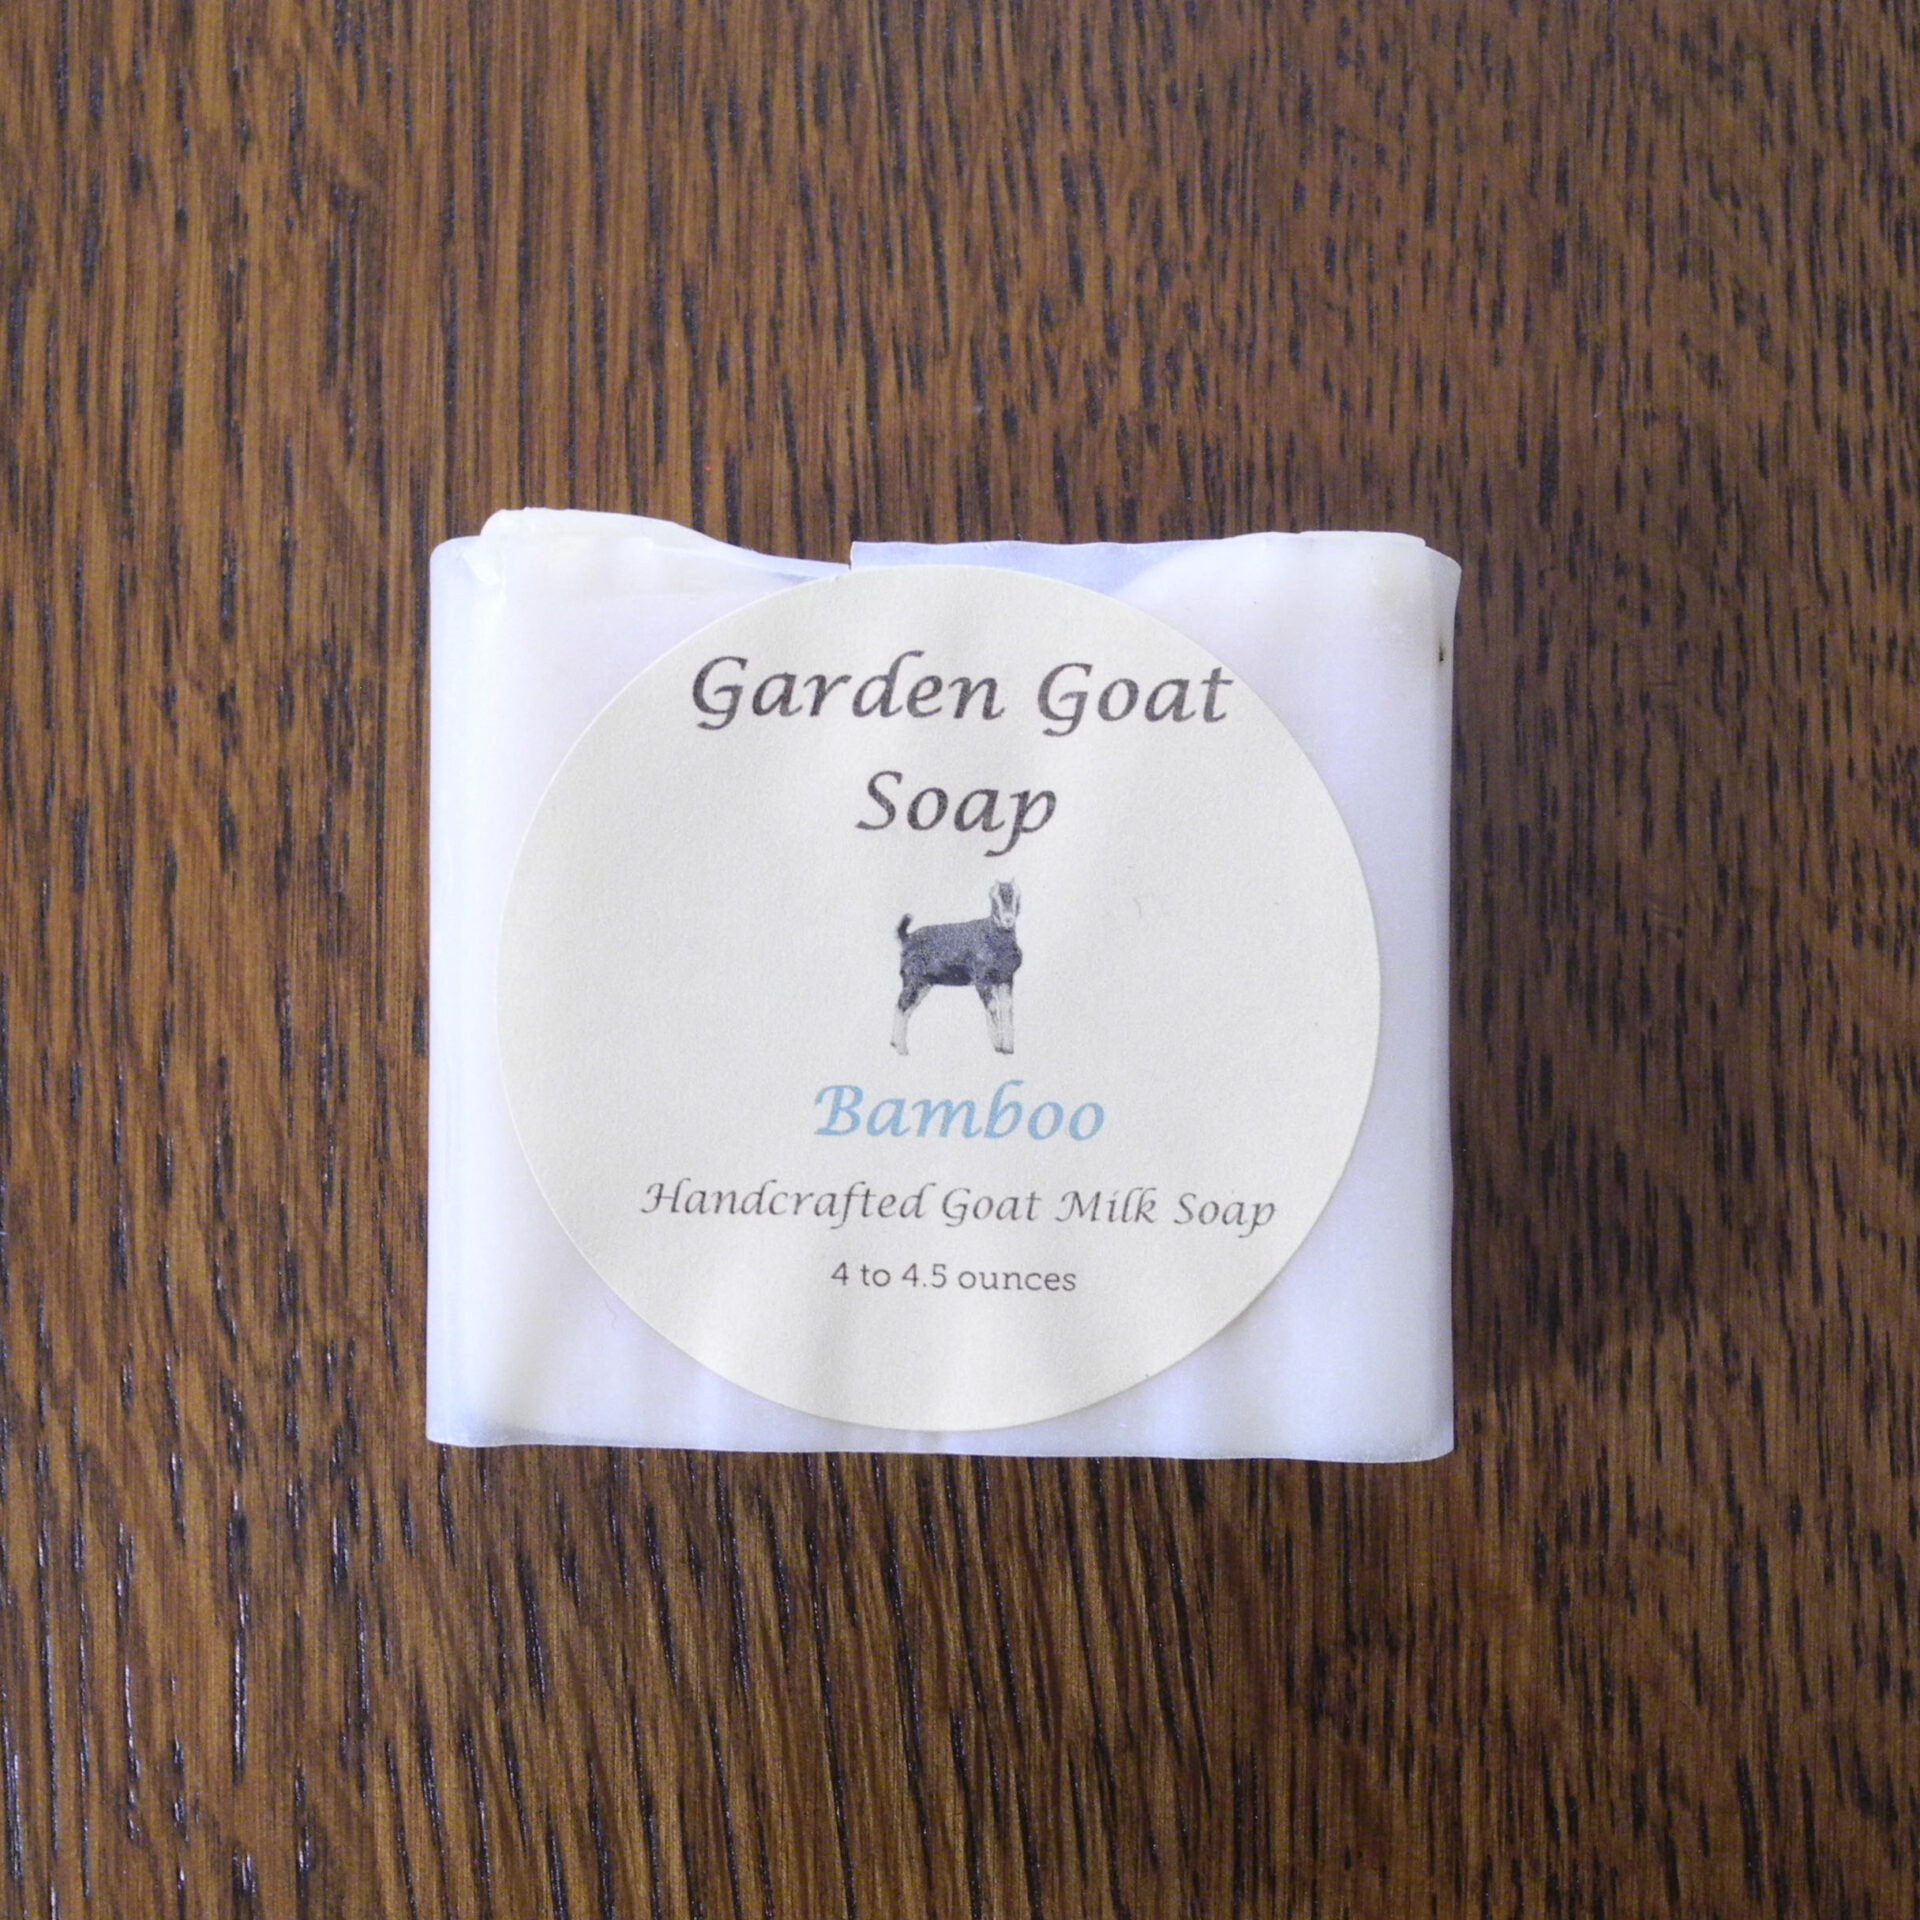 Garden Goat
Soap
Bamboo
Handcrafted Goat Milk Soap
4 to 4.5 ounces